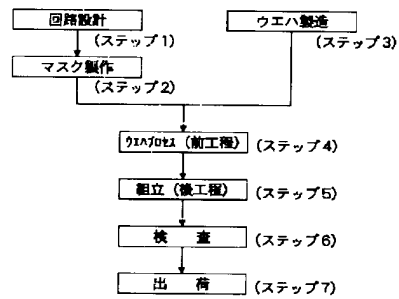 回路設計
(ステップ1)
ウエハ製造
(ステップ3)
マスク製作
(ステップ2)
ウエハプロセス (前工程)
(ステップ4)
組立 (後工程)
(ステップ5)
検 査
(ステップ6)
出 荷
(ステップ7)